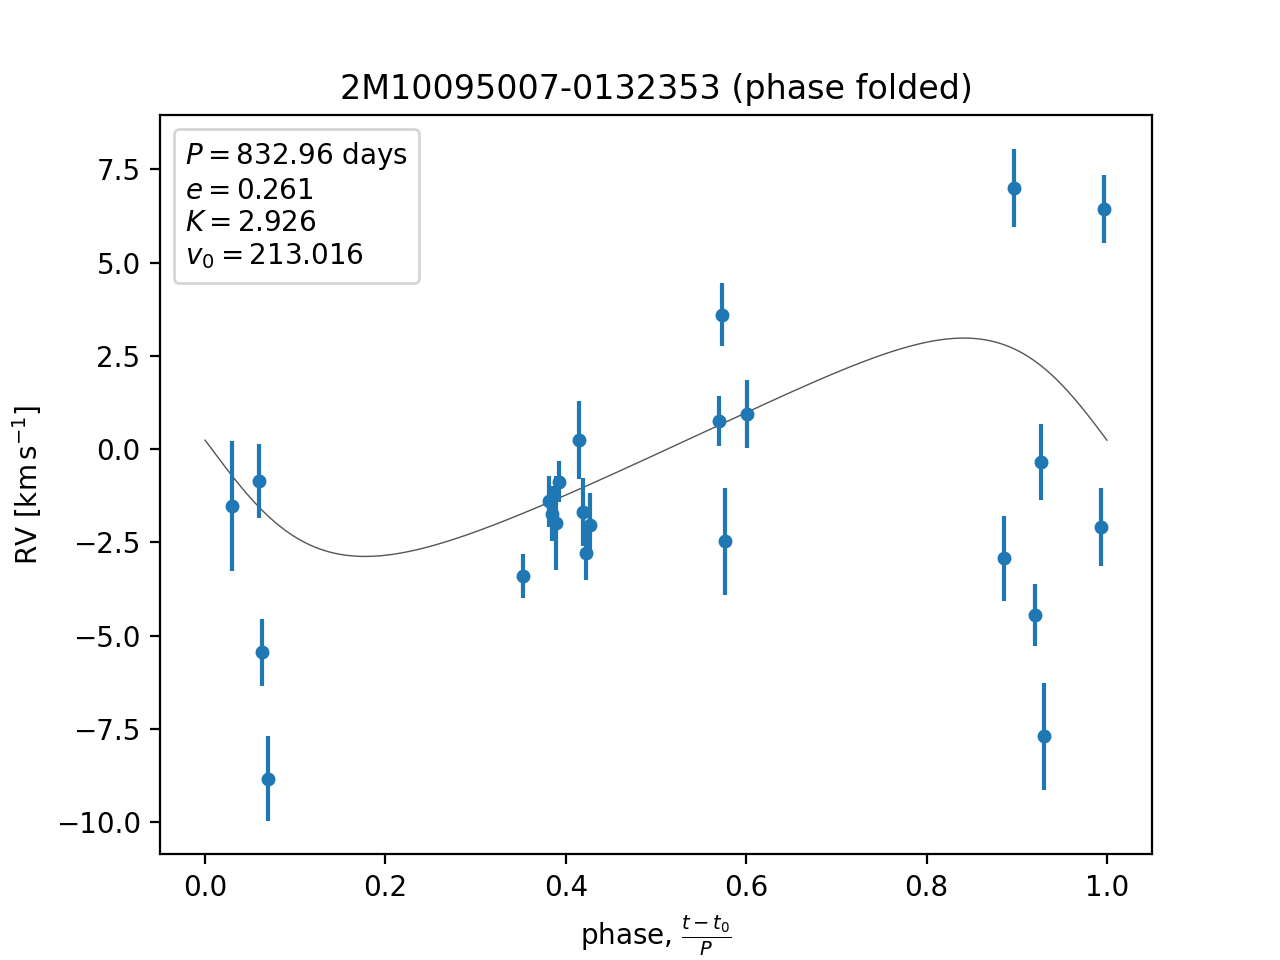 2M10095007-0132353 (phase folded)
P = 832.96 days
e = 0.261
K = 2.926
v₀ = 213.016
RV [km s⁻¹]
7.5
5.0
2.5
0.0
−2.5
−5.0
−7.5
−10.0
0.0 0.2 0.4 0.6 0.8 1.0
phase, (t − t₀)/P